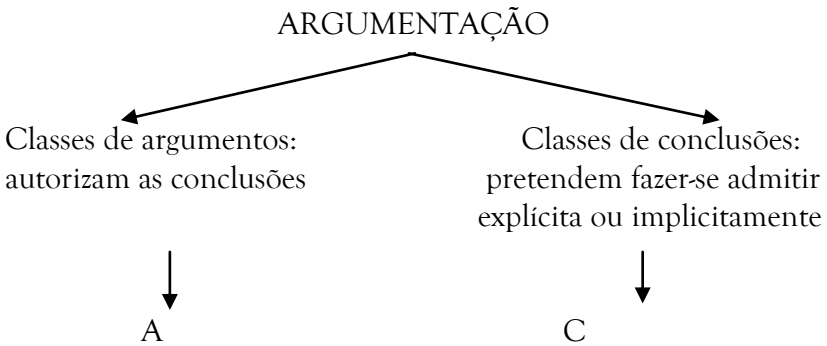 ARGUMENTAÇÃO
Classes de argumentos:
autorizam as conclusões
Classes de conclusões:
pretendem fazer-se admitir
explícita ou implicitamente
A
C